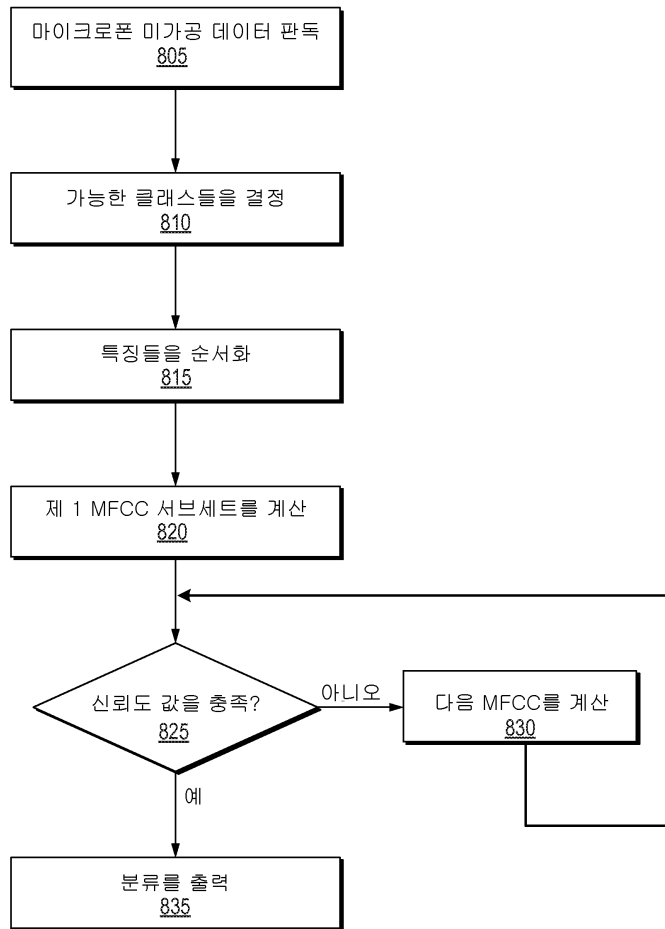 마이크로폰 미가공 데이터 판독
805
가능한 클래스들을 결정
810
특징들을 순서화
815
제 1 MFCC 서브세트를 계산
820
신뢰도 값을 충족?
825
아니오
다음 MFCC를 계산
830
예
분류를 출력
835